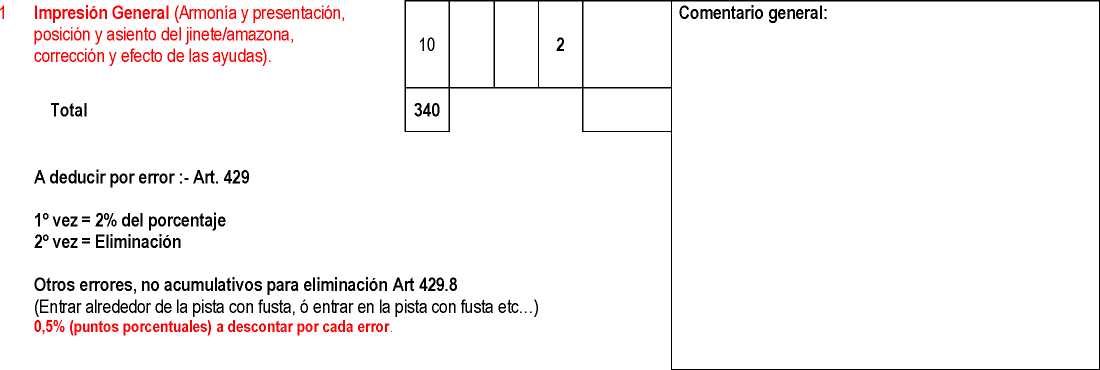 1 Impresión General (Armonia y presentación,
posición y asiento del jinete/amazona,
corrección y efecto de las ayudas).
10 2
Comentario general:
Total 340
A deducir por error :- Art. 429
1º vez = 2% del porcentaje
2º vez = Eliminación
Otros errores, no acumulativos para eliminación Art 429.8
(Entrar alrededor de la pista con fusta, ó entrar en la pista con fusta etc…)
0,5% (puntos porcentuales) a descontar por cada error.